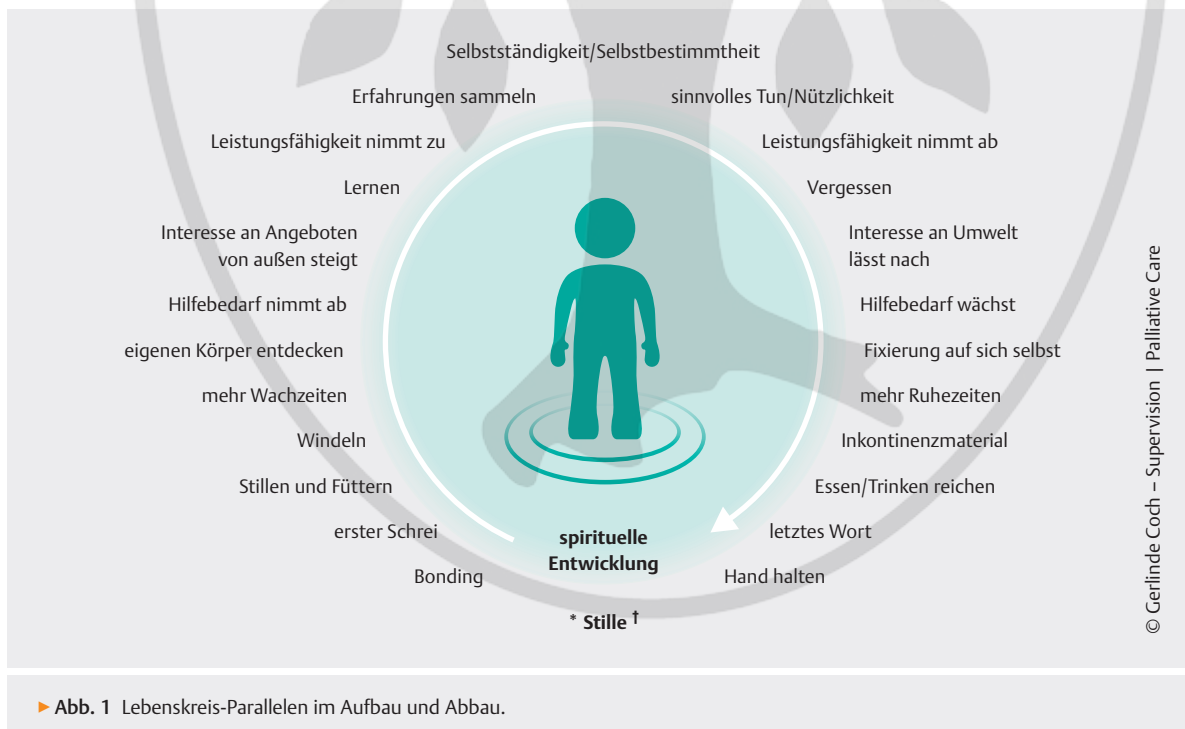 Selbstständigkeit/Selbstbestimmtheit
Erfahrungen sammeln
sinnvolles Tun/Nützlichkeit
Leistungsfähigkeit nimmt zu
Leistungsfähigkeit nimmt ab
Lernen
Vergessen
Interesse an Angeboten
von außen steigt
Interesse an Umwelt
lässt nach
Hilfebedarf nimmt ab
Hilfebedarf wächst
eigenen Körper entdecken
Fixierung auf sich selbst
mehr Wachzeiten
mehr Ruhezeiten
Windeln
Inkontinenzmaterial
Stillen und Füttern
Essen/Trinken reichen
erster Schrei
letztes Wort
spirituelle
Entwicklung
Bonding
Hand halten
* Stille †
© Gerlinde Coch – Supervision | Palliative Care
▶ Abb. 1 Lebenskreis-Parallelen im Aufbau und Abbau.